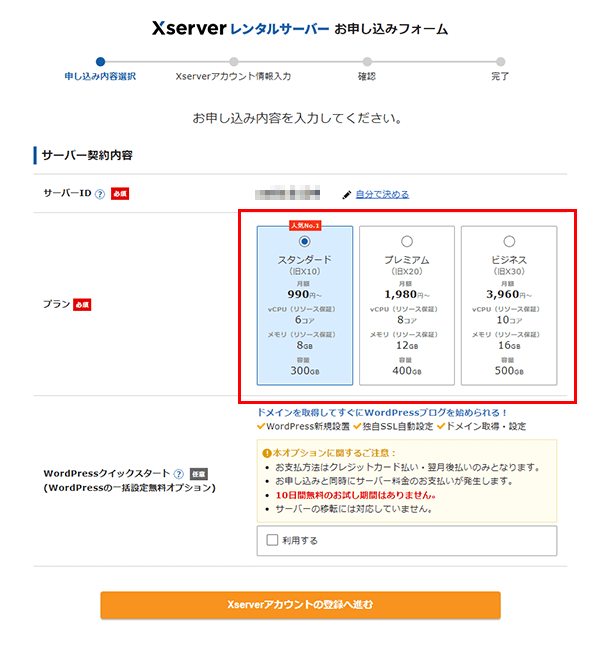 Xserver レンタルサーバー お申し込みフォーム
申し込み内容選択 Xserverアカウント情報入力 確認 完了
お申し込み内容を入力してください。
サーバー契約内容
サーバーID ? 必須 自分で決める
プラン 必須
人気No.1
スタンダード
(旧X10)
月額
990円〜
vCPU(リソース保証)
6コア
メモリ(リソース保証)
8GB
容量
300GB
プレミアム
(旧X20)
月額
1,980円〜
vCPU(リソース保証)
8コア
メモリ(リソース保証)
12GB
容量
400GB
ビジネス
(旧X30)
月額
3,960円〜
vCPU(リソース保証)
10コア
メモリ(リソース保証)
16GB
容量
500GB
WordPressクイックスタート ? 任意
(WordPressの一括設定無料オプション)
ドメインを取得してすぐにWordPressブログを始められる!
WordPress新規設置 独自SSL自動設定 ドメイン取得・設定
本オプションに関するご注意:
お支払方法はクレジットカード払い・翌月後払いのみとなります。
お申し込みと同時にサーバー料金のお支払いが発生します。
10日間無料のお試し期間はありません。
サーバーの移転には対応していません。
利用する
Xserverアカウントの登録へ進む